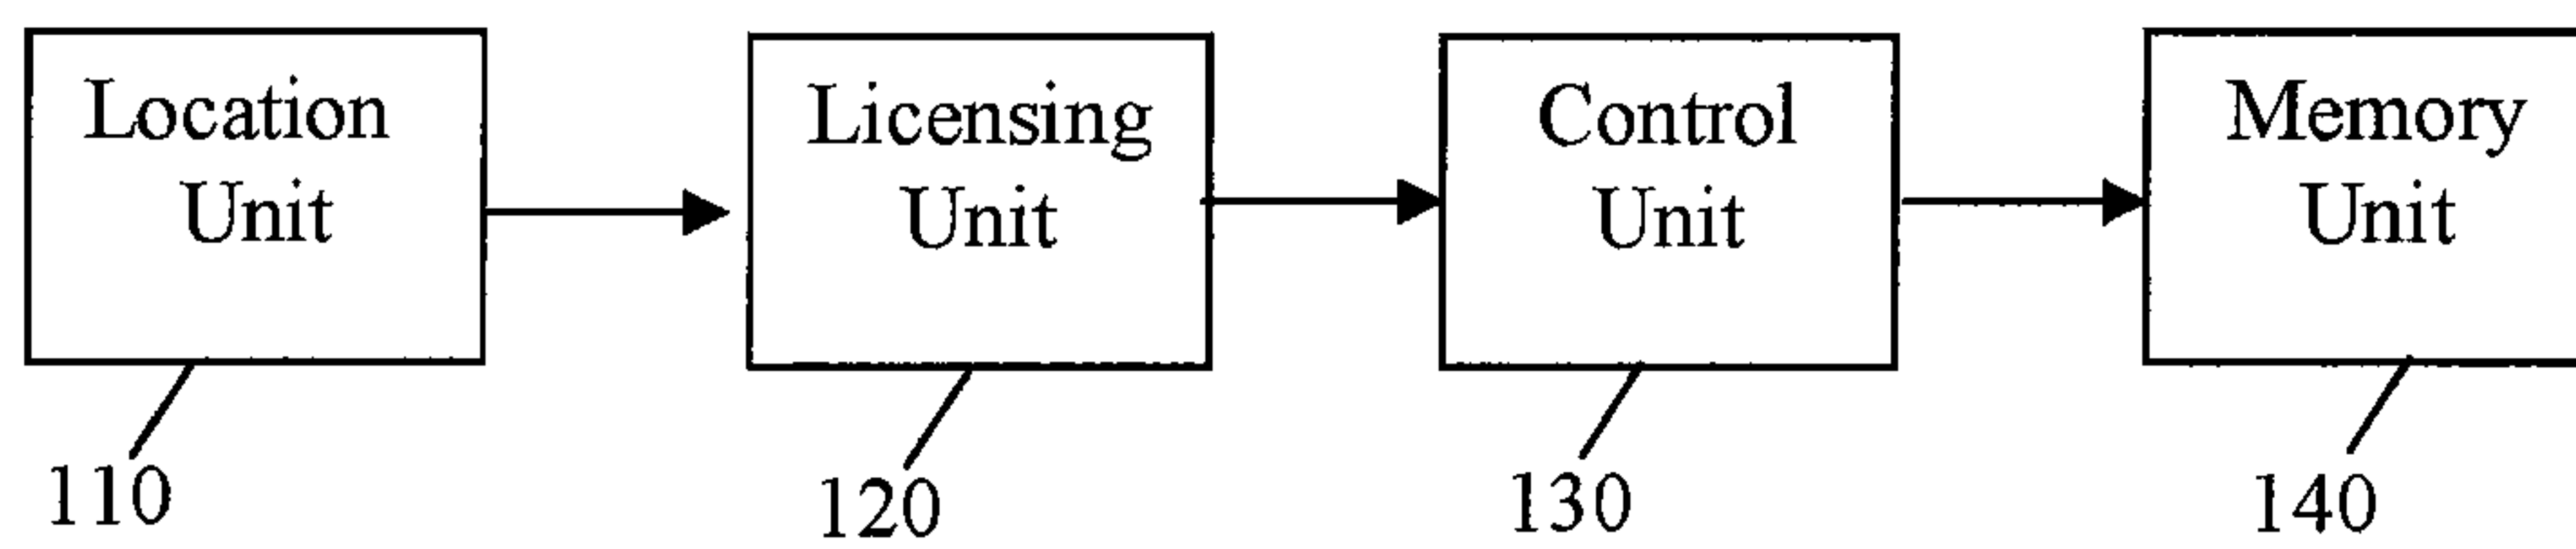 Location
Unit
Licensing
Unit
Control
Unit
Memory
Unit
110
120
130
140